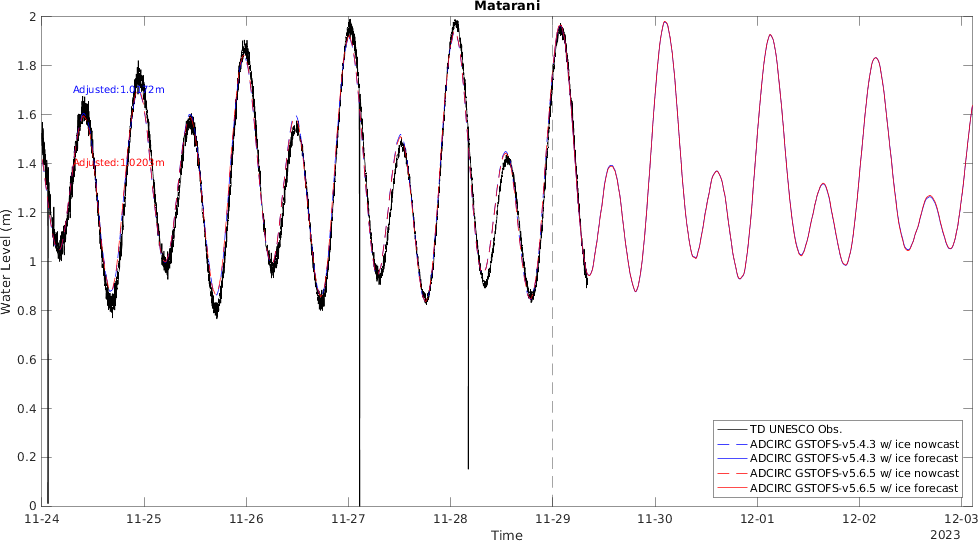 Matarani
2
1.8
1.6
1.4
1.2
1
0.8
0.6
0.4
0.2
0
Water Level (m)
Adjusted:1.0172m
Adjusted:1.0203m
TD UNESCO Obs.
ADCIRC GSTOFS-v5.4.3 w/ ice nowcast
ADCIRC GSTOFS-v5.4.3 w/ ice forecast
ADCIRC GSTOFS-v5.6.5 w/ ice nowcast
ADCIRC GSTOFS-v5.6.5 w/ ice forecast
11-24 11-25 11-26 11-27 11-28 11-29 11-30 12-01 12-02 12-03
Time
2023